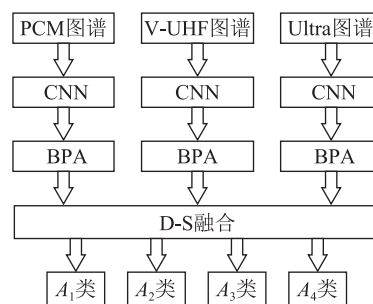 PCM图谱 V-UHF图谱 Ultra图谱
CNN CNN CNN
BPA BPA BPA
D-S融合
A₁类 A₂类 A₃类 A₄类